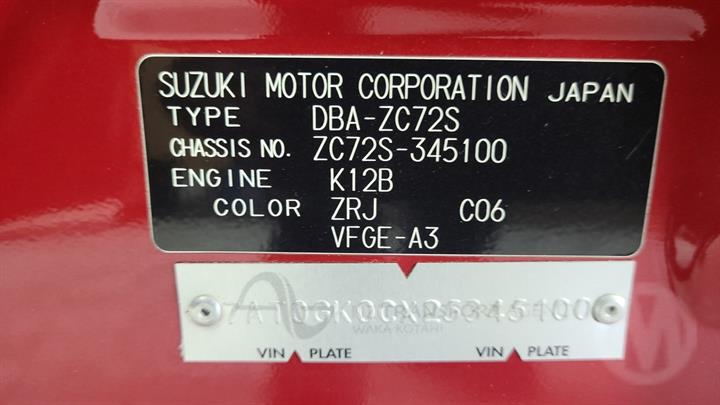 SUZUKI MOTOR CORPORATION JAPAN
TYPE DBA-ZC72S
CHASSIS NO. ZC72S-345100
ENGINE K12B
COLOR ZRJ C06
VFGE-A3
WAKA KOTAHI
VIN PLATE VIN PLATE